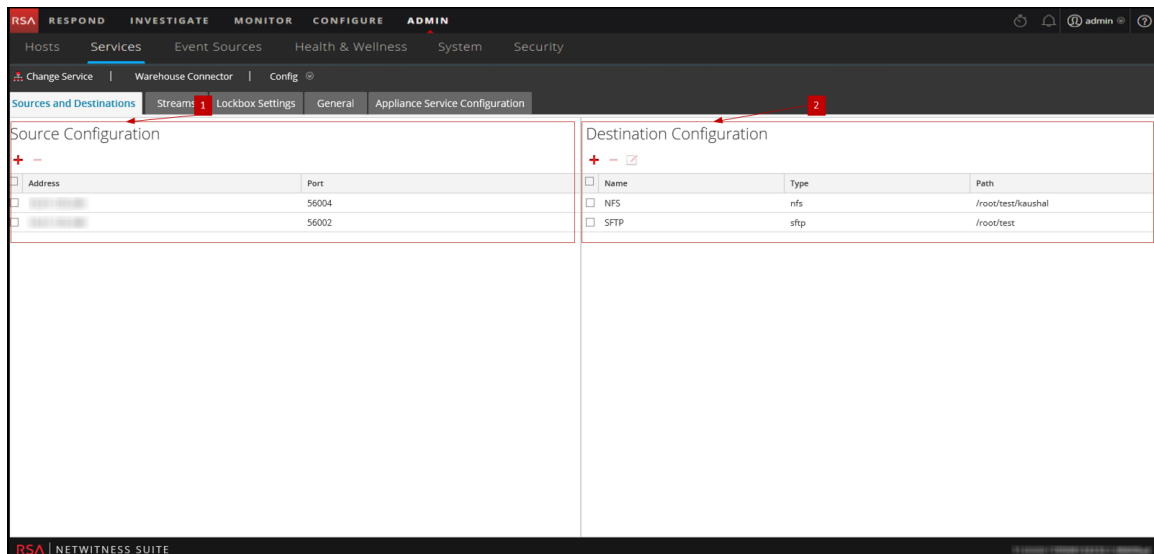 RSA RESPOND INVESTIGATE MONITOR CONFIGURE ADMIN admin
Hosts Services Event Sources Health & Wellness System Security
Change Service | Warehouse Connector | Config
Sources and Destinations Streams 1 Lockbox Settings General Appliance Service Configuration 2
Source Configuration
Address Port
56004
56002
Destination Configuration
Name Type Path
NFS nfs /root/test/kaushal
SFTP sftp /root/test
RSA | NETWITNESS SUITE